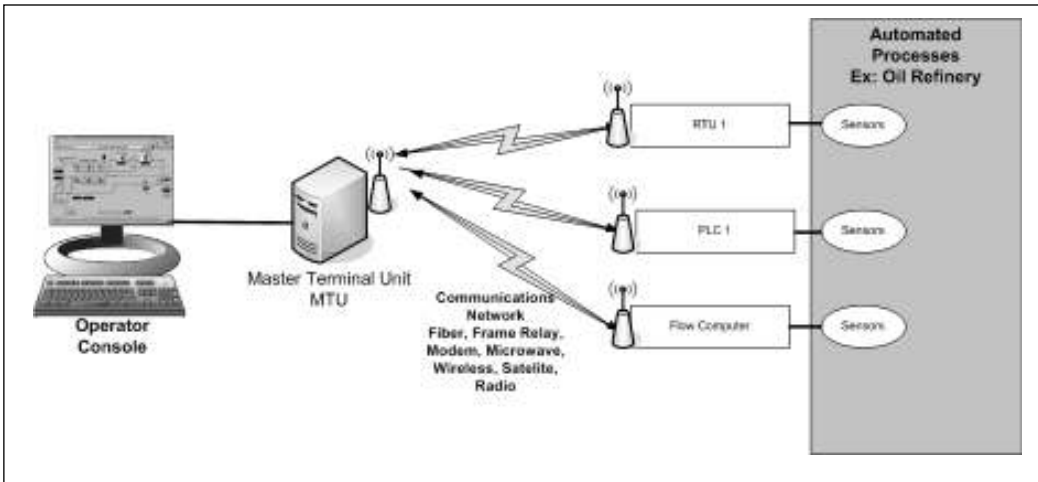 Automated
Processes
Ex: Oil Refinery
RTU 1
Sensors
PLC 1
Sensors
Master Terminal Unit
MTU
Communications
Network
Fiber, Frame Relay,
Modem, Microwave,
Wireless, Satelite,
Radio
Flow Computer
Sensors
Operator
Console